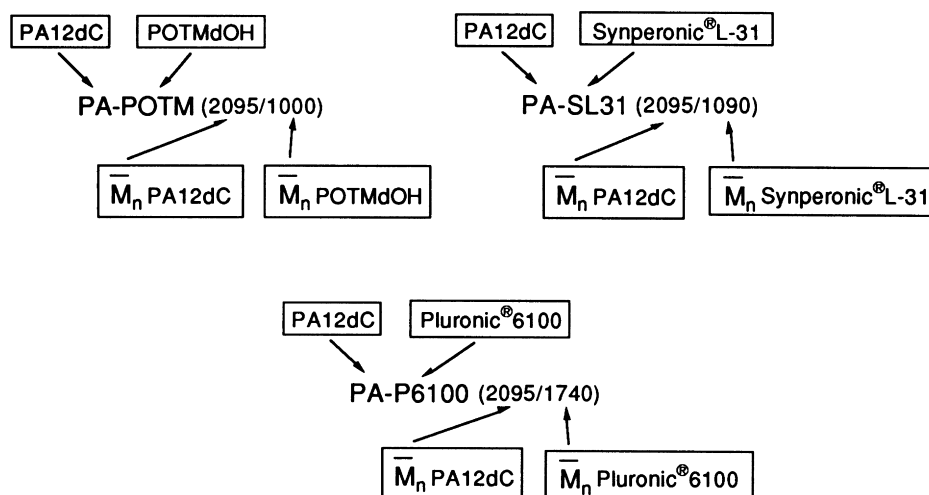 PA12dC POTMdOH
PA-POTM (2095/1000)
M̅n PA12dC M̅n POTMdOH
PA12dC Synperonic®L-31
PA-SL31 (2095/1090)
M̅n PA12dC M̅n Synperonic®L-31
PA12dC Pluronic®6100
PA-P6100 (2095/1740)
M̅n PA12dC M̅n Pluronic®6100